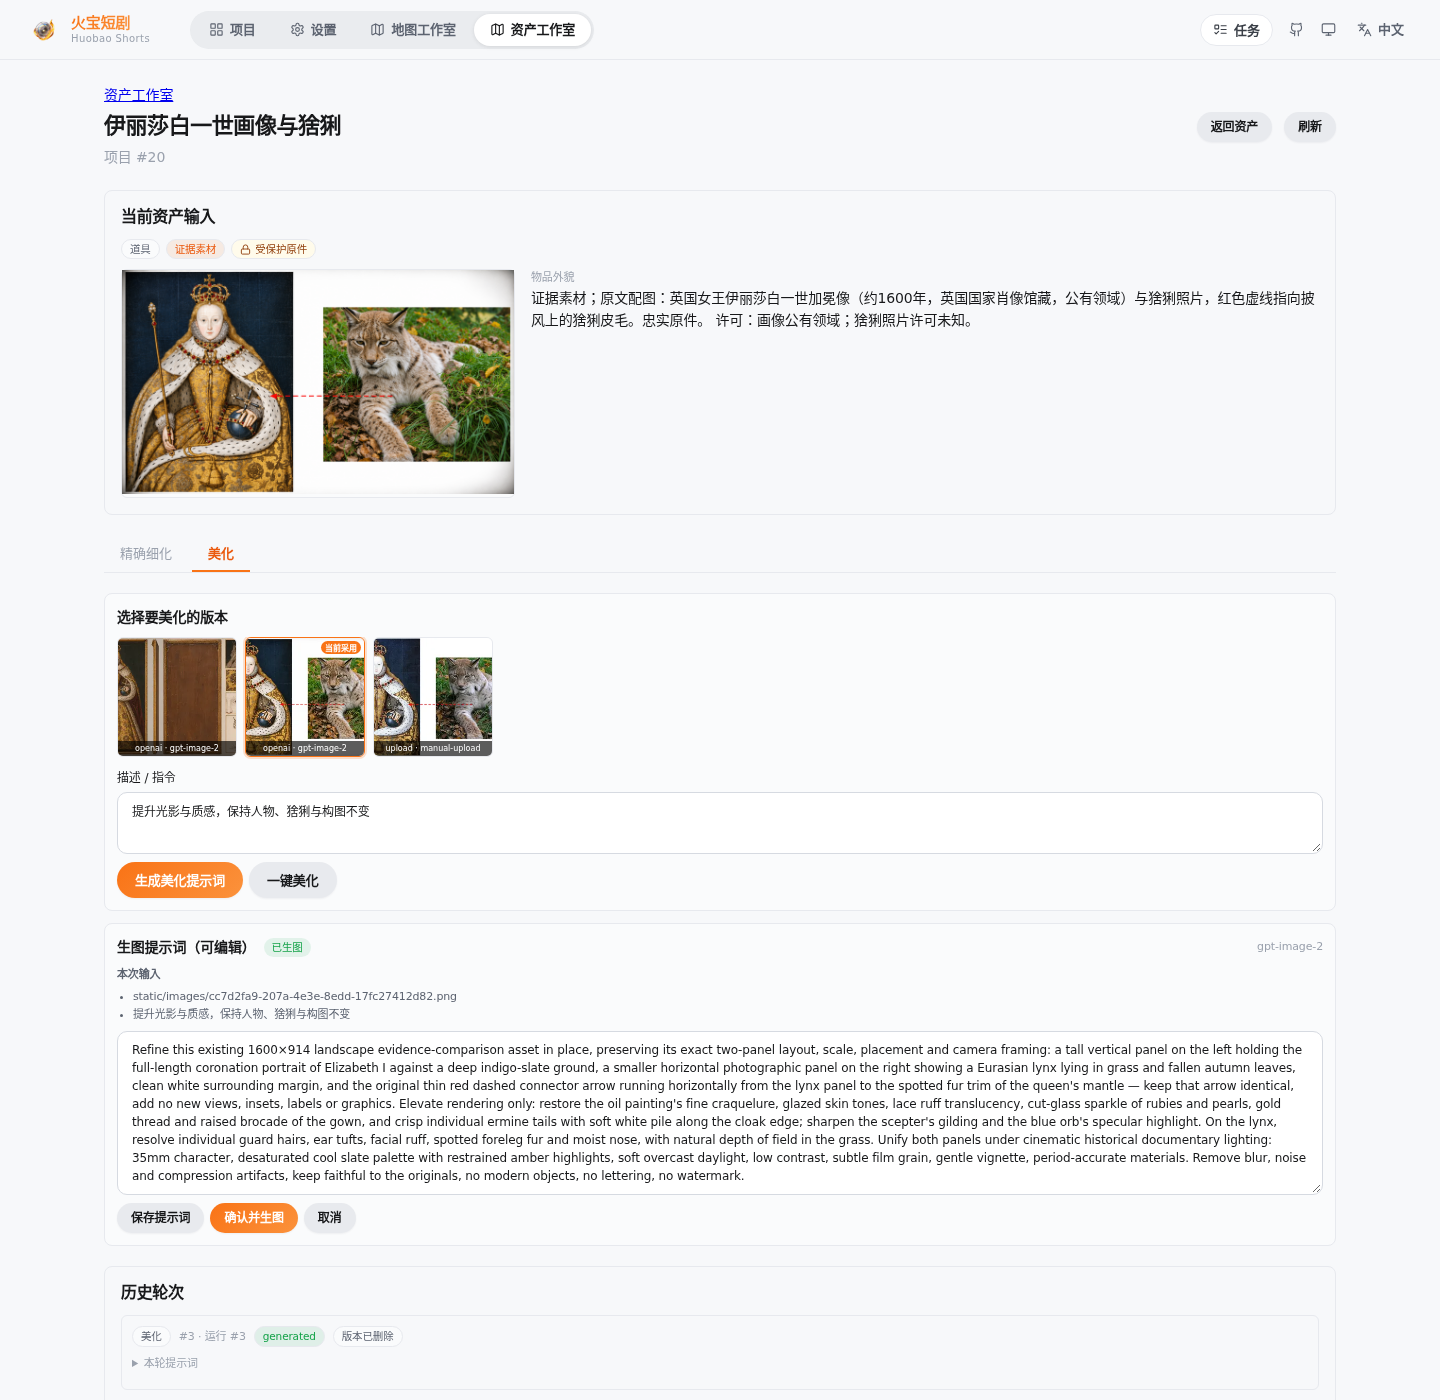 火宝短剧
Huobao Shorts
项目
设置
地图工作室
资产工作室
任务
中文
资产工作室
伊丽莎白一世画像与猞猁
项目 #20
返回资产
刷新
当前资产输入
道具
证据素材
受保护原件
物品外貌
证据素材；原文配图：英国女王伊丽莎白一世加冕像（约1600年，英国国家肖像馆藏，公有领域）与猞猁照片，红色虚线指向披
风上的猞猁皮毛。忠实原件。 许可：画像公有领域；猞猁照片许可未知。
精确细化
美化
选择要美化的版本
当前采用
openai · gpt-image-2
openai · gpt-image-2
upload · manual-upload
描述 / 指令
提升光影与质感，保持人物、猞猁与构图不变
生成美化提示词
一键美化
生图提示词（可编辑）
已生图
gpt-image-2
本次输入
• static/images/cc7d2fa9-207a-4e3e-8edd-17fc27412d82.png
• 提升光影与质感，保持人物、猞猁与构图不变
Refine this existing 1600×914 landscape evidence-comparison asset in place, preserving its exact two-panel layout, scale, placement and camera framing: a tall vertical panel on the left holding the
full-length coronation portrait of Elizabeth I against a deep indigo-slate ground, a smaller horizontal photographic panel on the right showing a Eurasian lynx lying in grass and fallen autumn leaves,
clean white surrounding margin, and the original thin red dashed connector arrow running horizontally from the lynx panel to the spotted fur trim of the queen's mantle — keep that arrow identical,
add no new views, insets, labels or graphics. Elevate rendering only: restore the oil painting's fine craquelure, glazed skin tones, lace ruff translucency, cut-glass sparkle of rubies and pearls, gold
thread and raised brocade of the gown, and crisp individual ermine tails with soft white pile along the cloak edge; sharpen the scepter's gilding and the blue orb's specular highlight. On the lynx,
resolve individual guard hairs, ear tufts, facial ruff, spotted foreleg fur and moist nose, with natural depth of field in the grass. Unify both panels under cinematic historical documentary lighting:
35mm character, desaturated cool slate palette with restrained amber highlights, soft overcast daylight, low contrast, subtle film grain, gentle vignette, period-accurate materials. Remove blur, noise
and compression artifacts, keep faithful to the originals, no modern objects, no lettering, no watermark.
保存提示词
确认并生图
取消
历史轮次
美化
#3 · 运行 #3
generated
版本已删除
▶ 本轮提示词